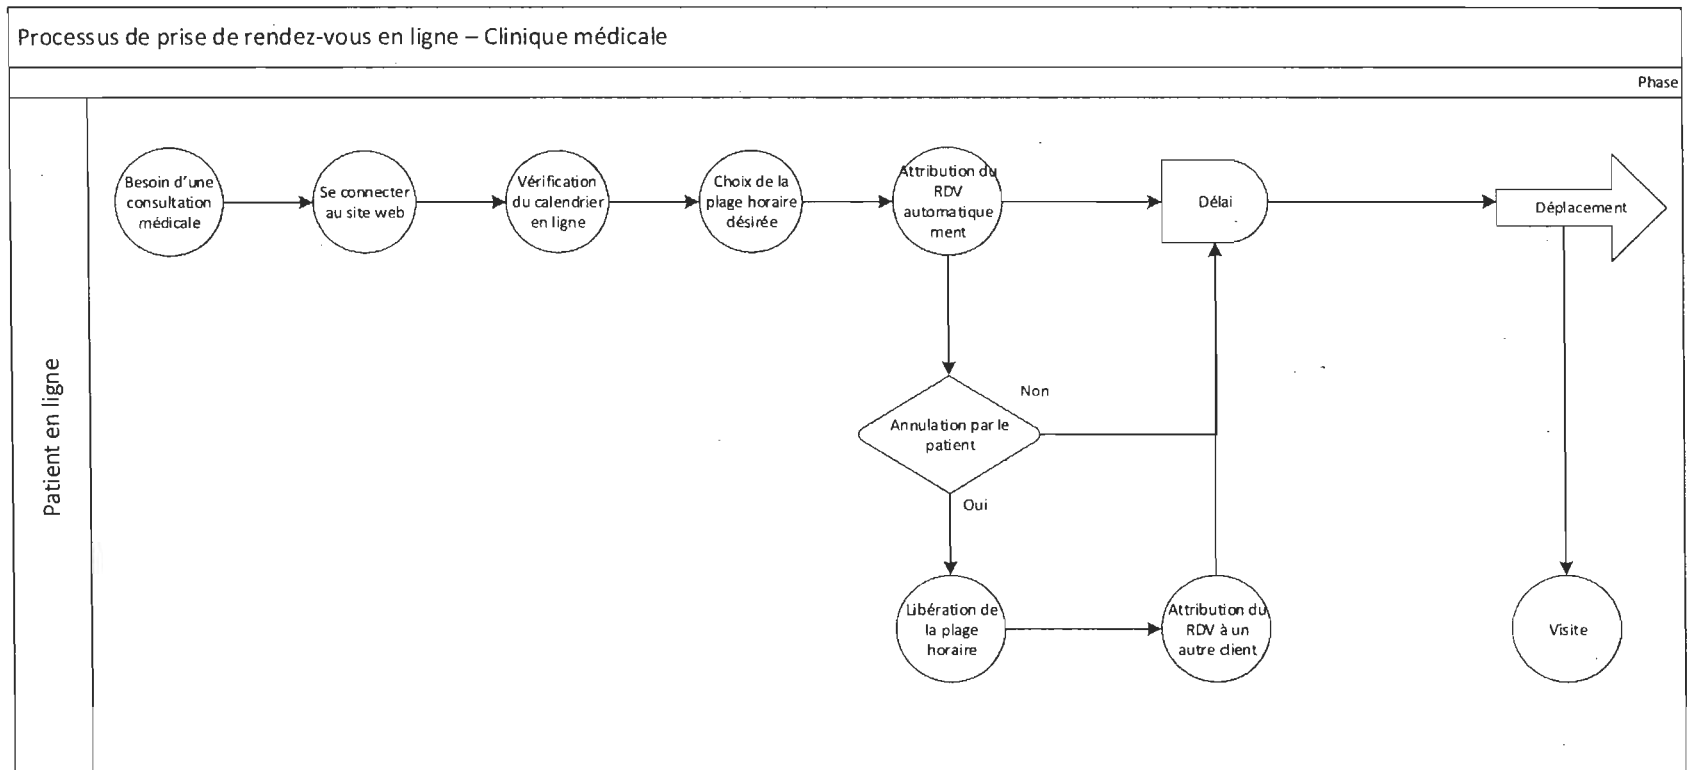 Processus de prise de rendez-vous en ligne – Clinique médicale
Phase
Patient en ligne
Besoin d'une
consultation
médicale
Se connecter
au site web
Vérification
du calendrier
en ligne
Choix de la
plage horaire
désirée
Attribution du
RDV
automatique
ment
Délai
Déplacement
Annulation par le
patient
Non
Oui
Libération de
la plage
horaire
Attribution du
RDV à un
autre client
Visite